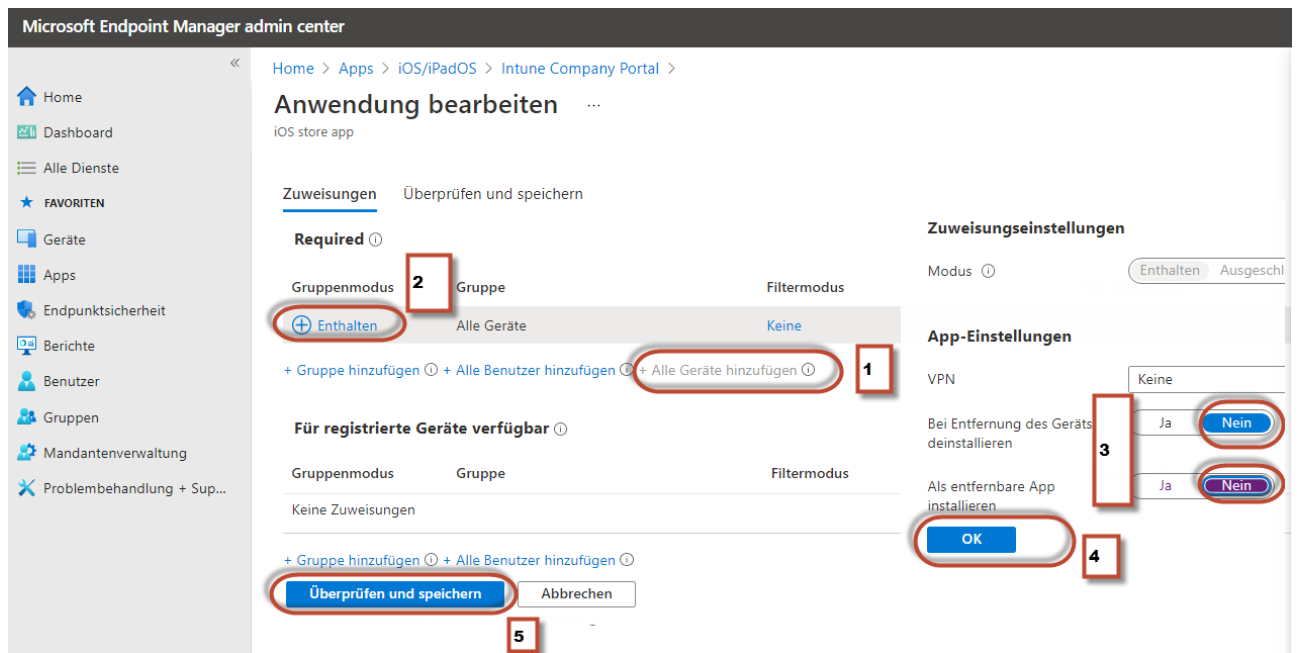 Microsoft Endpoint Manager admin center
«
Home
Dashboard
Alle Dienste
FAVORITEN
Geräte
Apps
Endpunktsicherheit
Berichte
Benutzer
Gruppen
Mandantenverwaltung
Problembehandlung + Sup...
Home > Apps > iOS/iPadOS > Intune Company Portal >
Anwendung bearbeiten ...
iOS store app
Zuweisungen Überprüfen und speichern
Required
2
Gruppenmodus Gruppe Filtermodus
Enthalten Alle Geräte Keine
+ Gruppe hinzufügen + Alle Benutzer hinzufügen + Alle Geräte hinzufügen
1
Für registrierte Geräte verfügbar
Gruppenmodus Gruppe Filtermodus
Keine Zuweisungen
+ Gruppe hinzufügen + Alle Benutzer hinzufügen
Überprüfen und speichern Abbrechen
5
Zuweisungseinstellungen
Modus Enthalten Ausgeschl
App-Einstellungen
VPN Keine
Bei Entfernung des Geräts Ja Nein
deinstallieren
3
Als entfernbare App Ja Nein
installieren
OK
4